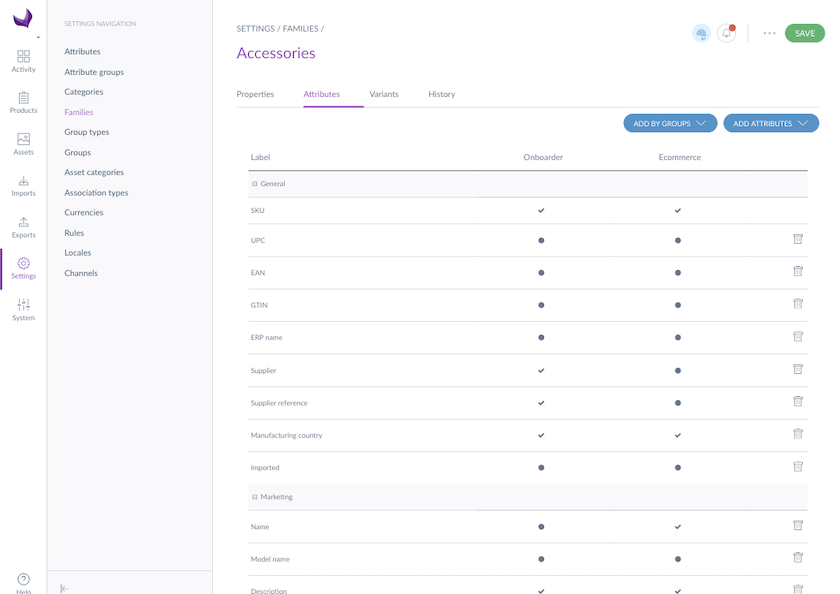 SETTINGS NAVIGATION
Activity
Products
Assets
Imports
Exports
Settings
System
Help
Attributes
Attribute groups
Categories
Families
Group types
Groups
Asset categories
Association types
Currencies
Rules
Locales
Channels
SETTINGS / FAMILIES /
SAVE
Accessories
Properties Attributes Variants History
ADD BY GROUPS ADD ATTRIBUTES
Label Onboarder Ecommerce
General
SKU
UPC
EAN
GTIN
ERP name
Supplier
Supplier reference
Manufacturing country
Imported
Marketing
Name
Model name
Description